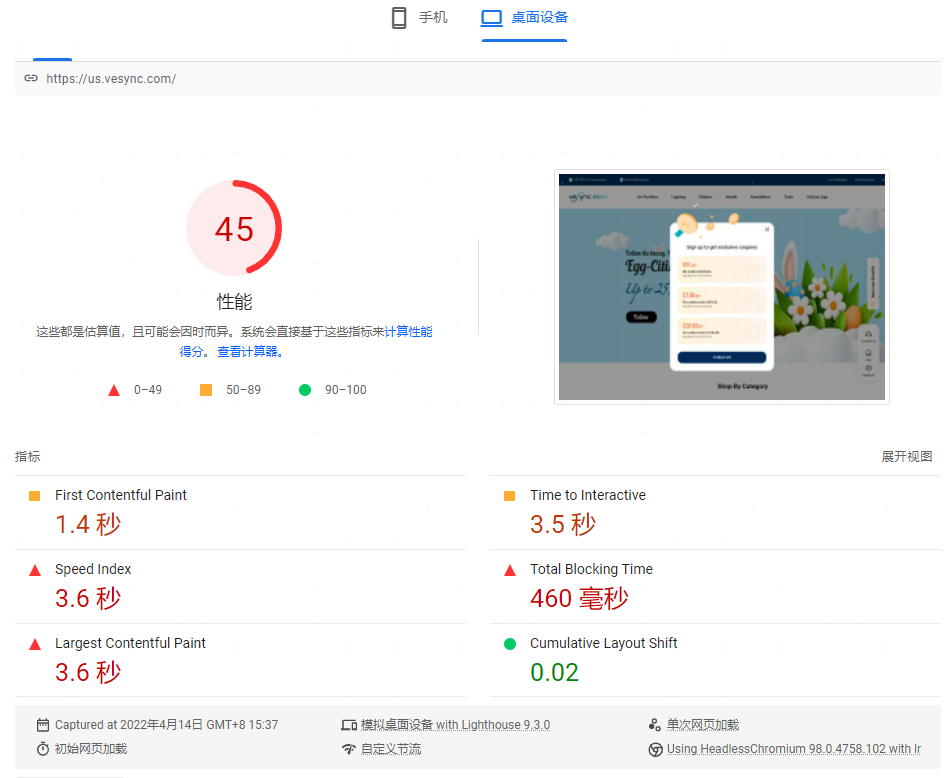 手机
桌面设备
https://us.vesync.com/
45
性能
这些都是估算值，且可能会因时而异。系统会直接基于这些指标来计算性能
得分。 查看计算器。
0–49
50–89
90–100
Follow the bunny,
Egg-Citi
Up to 25
Sign up to get exclusive coupons
Shop By Category
指标
展开视图
First Contentful Paint
1.4 秒
Time to Interactive
3.5 秒
Speed Index
3.6 秒
Total Blocking Time
460 毫秒
Largest Contentful Paint
3.6 秒
Cumulative Layout Shift
0.02
Captured at 2022年4月14日 GMT+8 15:37
模拟桌面设备 with Lighthouse 9.3.0
单次网页加载
初始网页加载
自定义节流
Using HeadlessChromium 98.0.4758.102 with lr